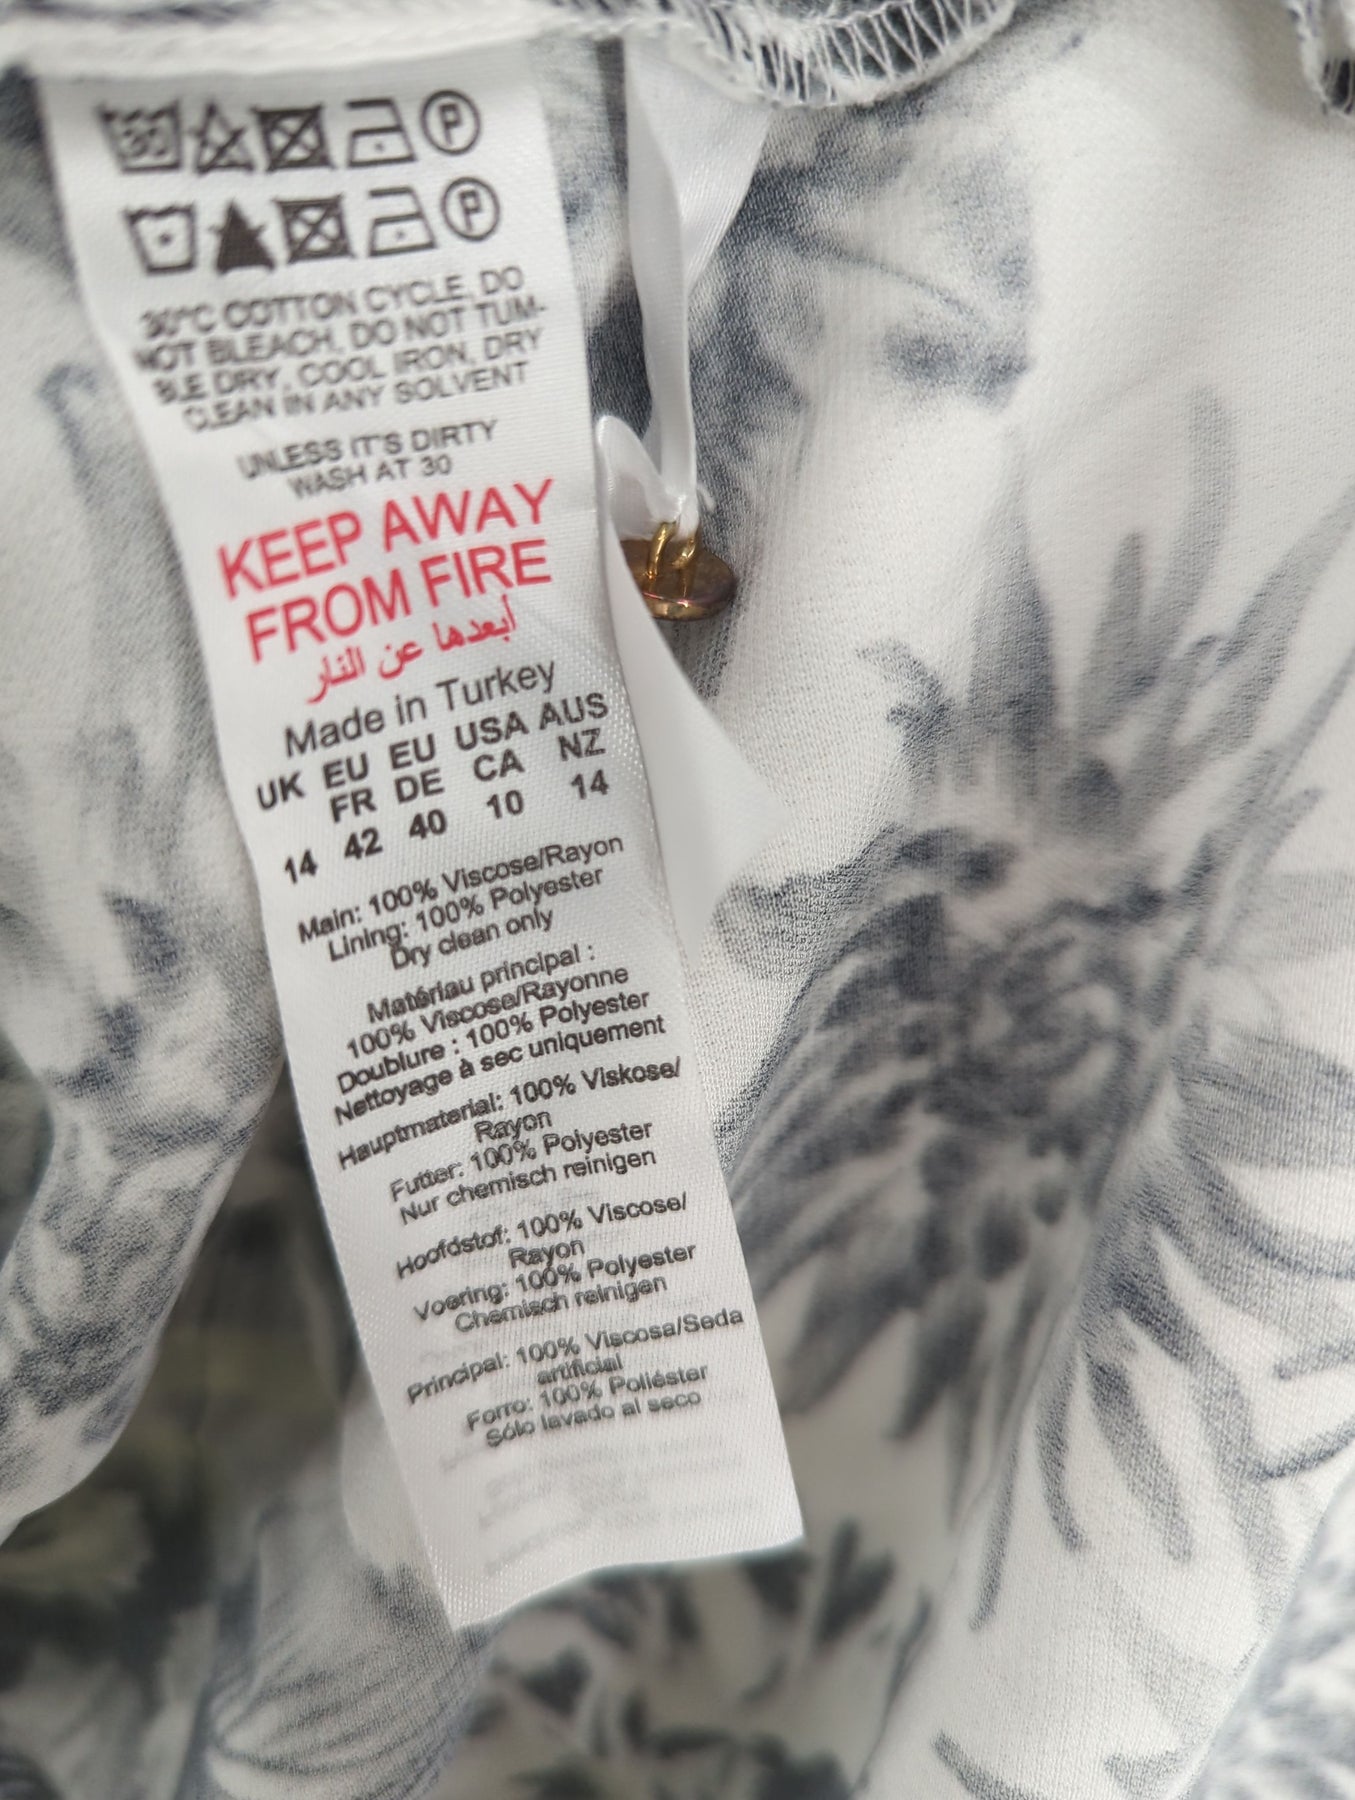 30
P
P
30°C COTTON CYCLE, DO
NOT BLEACH, DO NOT TUM-
BLE DRY, COOL IRON, DRY
CLEAN IN ANY SOLVENT
UNLESS IT'S DIRTY
WASH AT 30
KEEP AWAY
FROM FIRE
أبعدها عن النار
Made in Turkey
UK EU EU USA AUS
FR DE CA NZ
14 42 40 10 14
Main: 100% Viscose/Rayon
Lining: 100% Polyester
Dry clean only
Matériau principal :
100% Viscose/Rayonne
Doublure : 100% Polyester
Nettoyage à sec uniquement
Hauptmaterial: 100% Viskose/
Rayon
Futter: 100% Polyester
Nur chemisch reinigen
Hoofdstof: 100% Viscose/
Rayon
Voering: 100% Polyester
Chemisch reinigen
Principal: 100% Viscosa/Seda
artificial
Forro: 100% Poliéster
Sólo lavado al seco